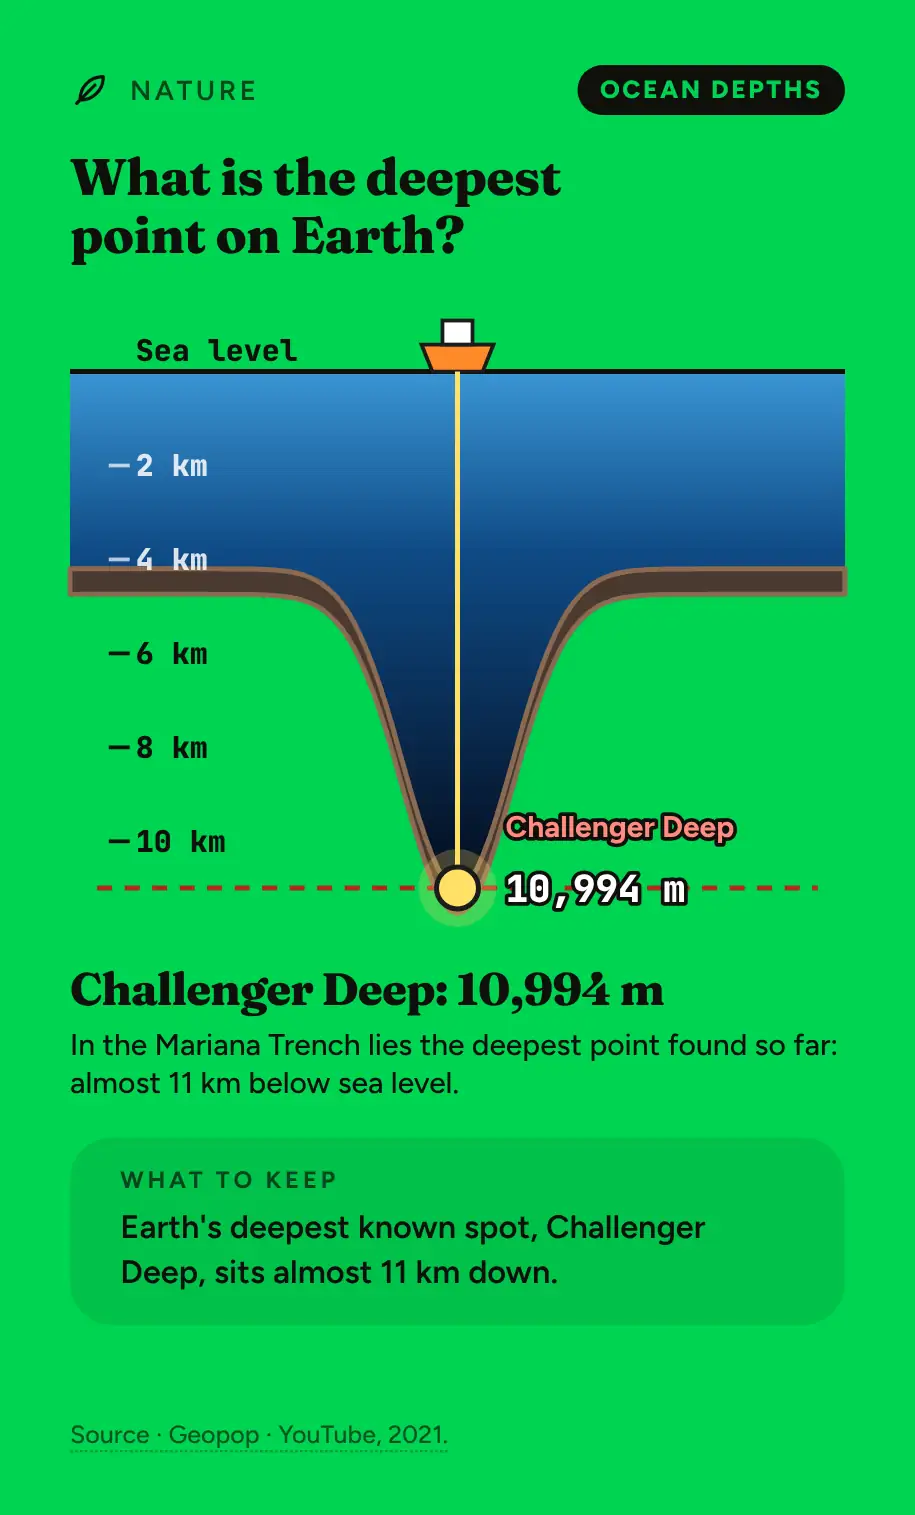 NATURE
OCEAN DEPTHS
What is the deepest
point on Earth?
Sea level
2 km
4 km
6 km
8 km
10 km
Challenger Deep
10,994 m
Challenger Deep: 10,994 m
In the Mariana Trench lies the deepest point found so far:
almost 11 km below sea level.
WHAT TO KEEP
Earth's deepest known spot, Challenger
Deep, sits almost 11 km down.
Source · Geopop · YouTube, 2021.